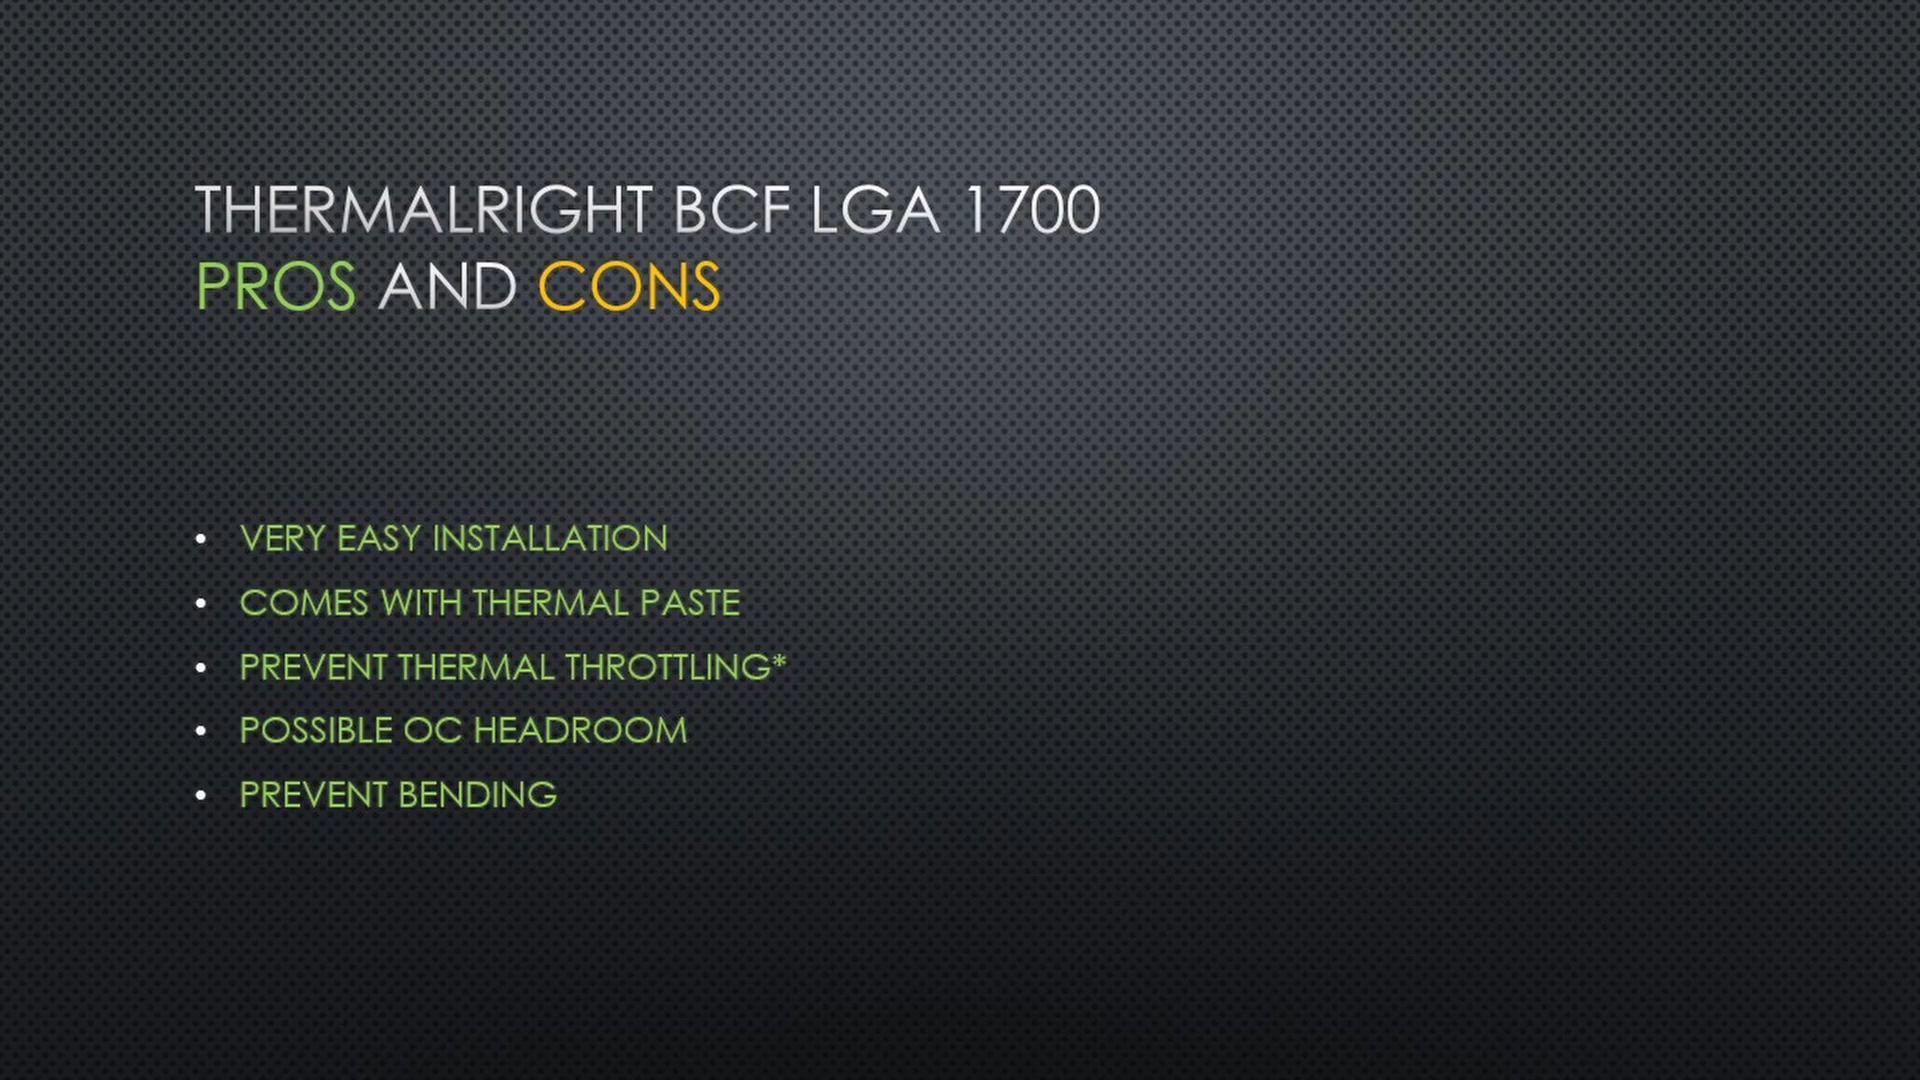 THERMALRIGHT BCF LGA 1700
PROS AND CONS
• VERY EASY INSTALLATION
• COMES WITH THERMAL PASTE
• PREVENT THERMAL THROTTLING*
• POSSIBLE OC HEADROOM
• PREVENT BENDING